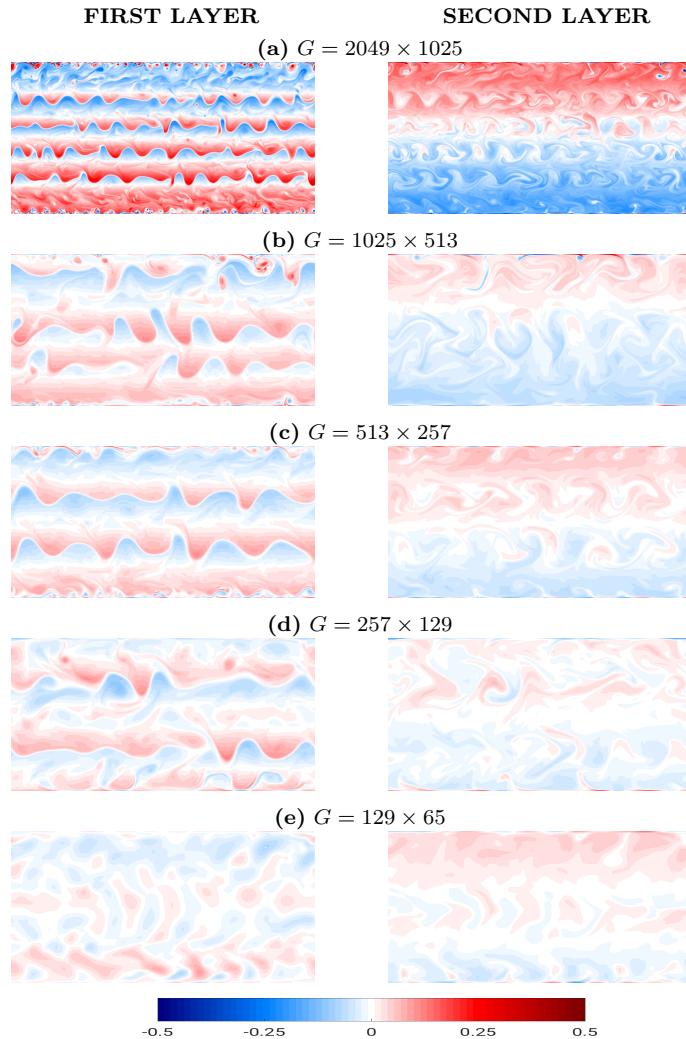 FIRST LAYER SECOND LAYER
(a) G = 2049 × 1025
(b) G = 1025 × 513
(c) G = 513 × 257
(d) G = 257 × 129
(e) G = 129 × 65
-0.5 -0.25 0 0.25 0.5